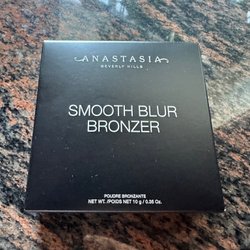 ANASTASIA
BEVERLY HILLS
SMOOTH BLUR
BRONZER
POUDRE BRONZANTE
NET WT. /POIDS NET 10 g / 0.35 Oz.